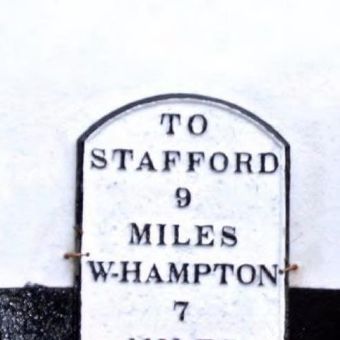 TO
STAFFORD
9
MILES
W-HAMPTON
7